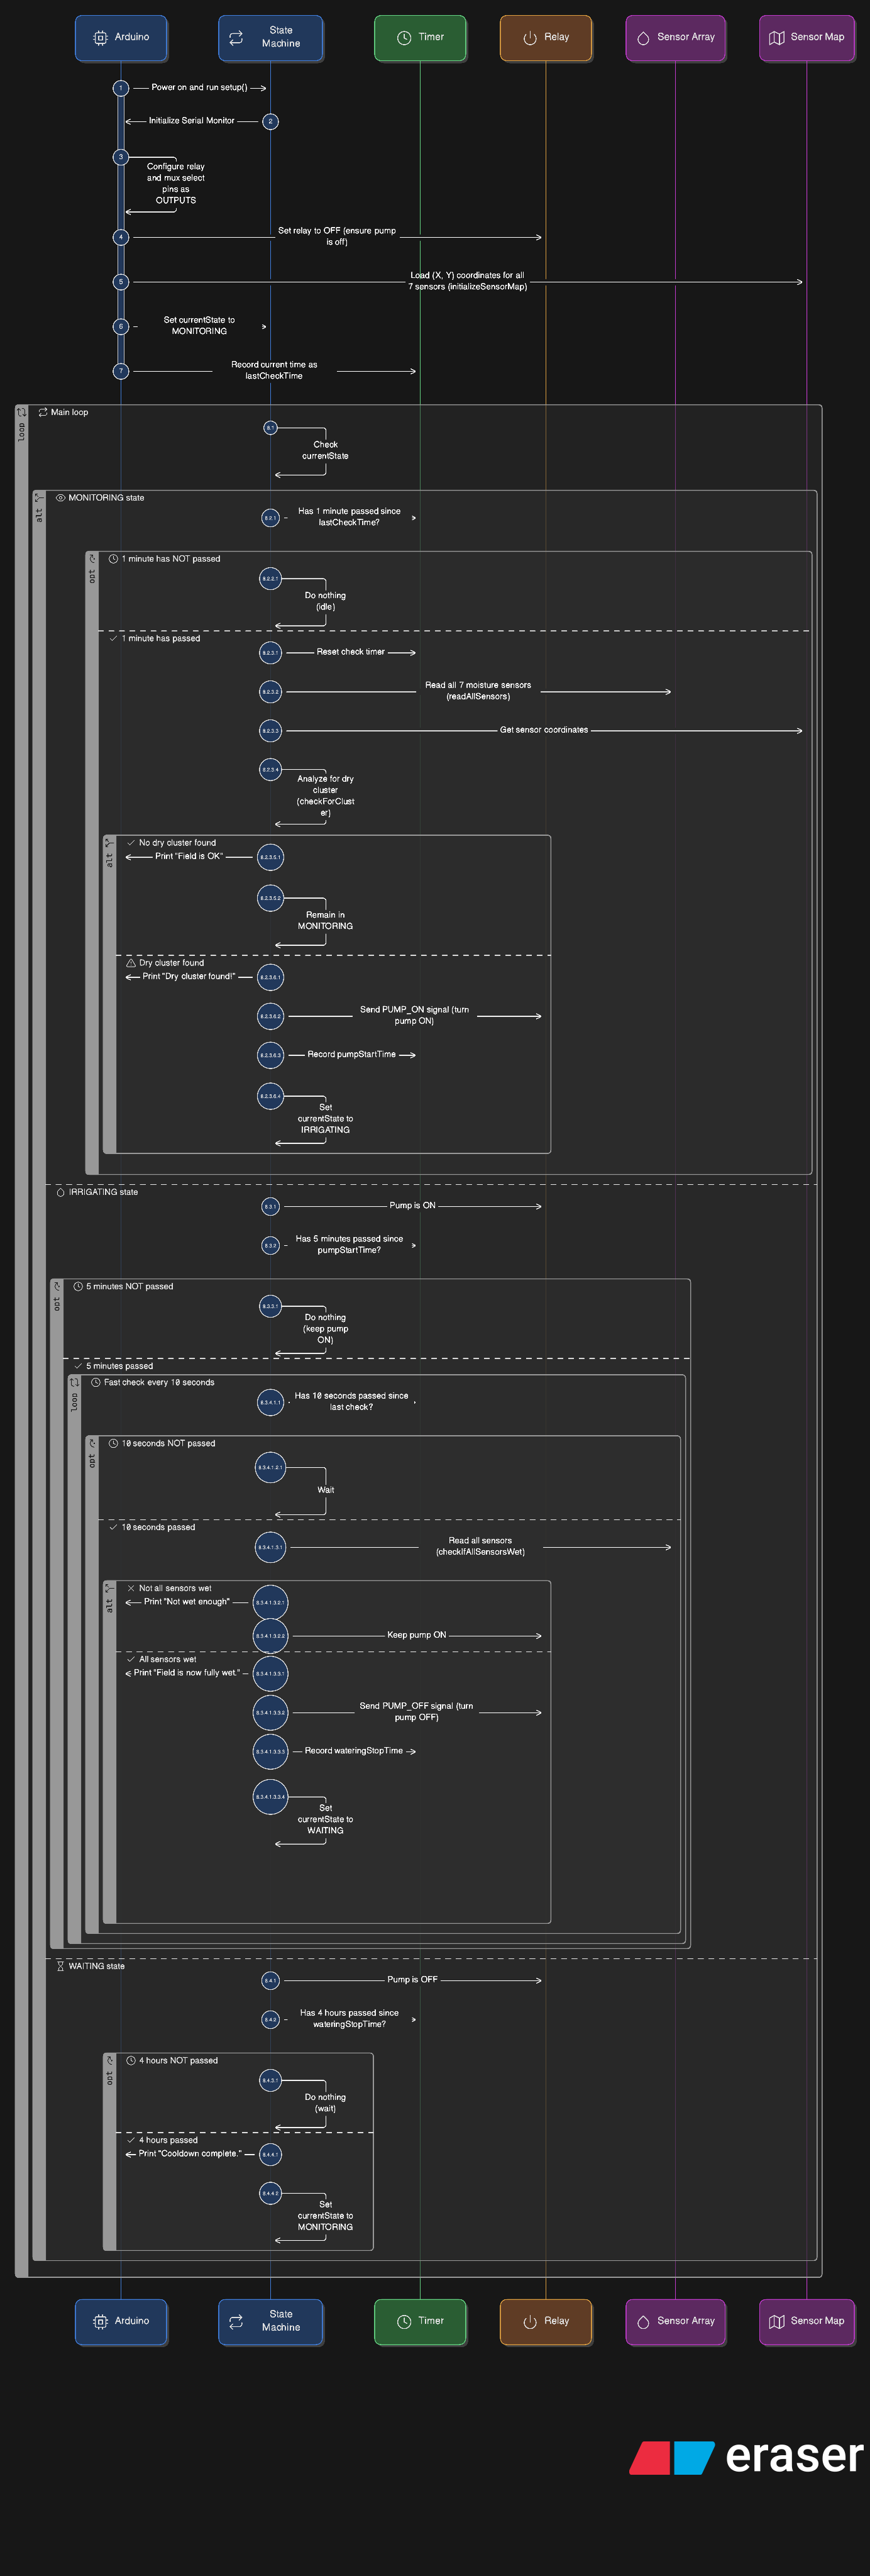 Arduino
State
Machine
Timer
Relay
Sensor Array
Sensor Map
1
Power on and run setup()
Initialize Serial Monitor
2
3
Configure relay
and mux select
pins as
OUTPUTS
4
Set relay to OFF (ensure pump
is off)
5
Load (X, Y) coordinates for all
7 sensors (initializeSensorMap)
6
Set currentState to
MONITORING
7
Record current time as
lastCheckTime
loop
Main loop
8.1
Check
currentState
alt
MONITORING state
8.2.1
Has 1 minute passed since
lastCheckTime?
opt
1 minute has NOT passed
8.2.2.1
Do nothing
(idle)
1 minute has passed
8.2.3.1
Reset check timer
8.2.3.2
Read all 7 moisture sensors
(readAllSensors)
8.2.3.3
Get sensor coordinates
8.2.3.4
Analyze for dry
cluster
(checkForClust
er)
alt
No dry cluster found
Print "Field is OK"
8.2.3.5.1
8.2.3.5.2
Remain in
MONITORING
Dry cluster found
Print "Dry cluster found!"
8.2.3.6.1
8.2.3.6.2
Send PUMP_ON signal (turn
pump ON)
8.2.3.6.3
Record pumpStartTime
8.2.3.6.4
Set
currentState to
IRRIGATING
IRRIGATING state
8.3.1
Pump is ON
8.3.2
Has 5 minutes passed since
pumpStartTime?
opt
5 minutes NOT passed
8.3.3.1
Do nothing
(keep pump
ON)
5 minutes passed
loop
Fast check every 10 seconds
8.3.4.1.1
Has 10 seconds passed since
last check?
opt
10 seconds NOT passed
8.3.4.1.2.1
Wait
10 seconds passed
8.3.4.1.3.1
Read all sensors
(checkIfAllSensorsWet)
alt
Not all sensors wet
Print "Not wet enough"
8.3.4.1.3.2.1
8.3.4.1.3.2.2
Keep pump ON
All sensors wet
Print "Field is now fully wet."
8.3.4.1.3.3.1
8.3.4.1.3.3.2
Send PUMP_OFF signal (turn
pump OFF)
8.3.4.1.3.3.3
Record wateringStopTime
8.3.4.1.3.3.4
Set
currentState to
WAITING
WAITING state
8.4.1
Pump is OFF
8.4.2
Has 4 hours passed since
wateringStopTime?
opt
4 hours NOT passed
8.4.3.1
Do nothing
(wait)
4 hours passed
Print "Cooldown complete."
8.4.4.1
8.4.4.2
Set
currentState to
MONITORING
Arduino
State
Machine
Timer
Relay
Sensor Array
Sensor Map
eraser